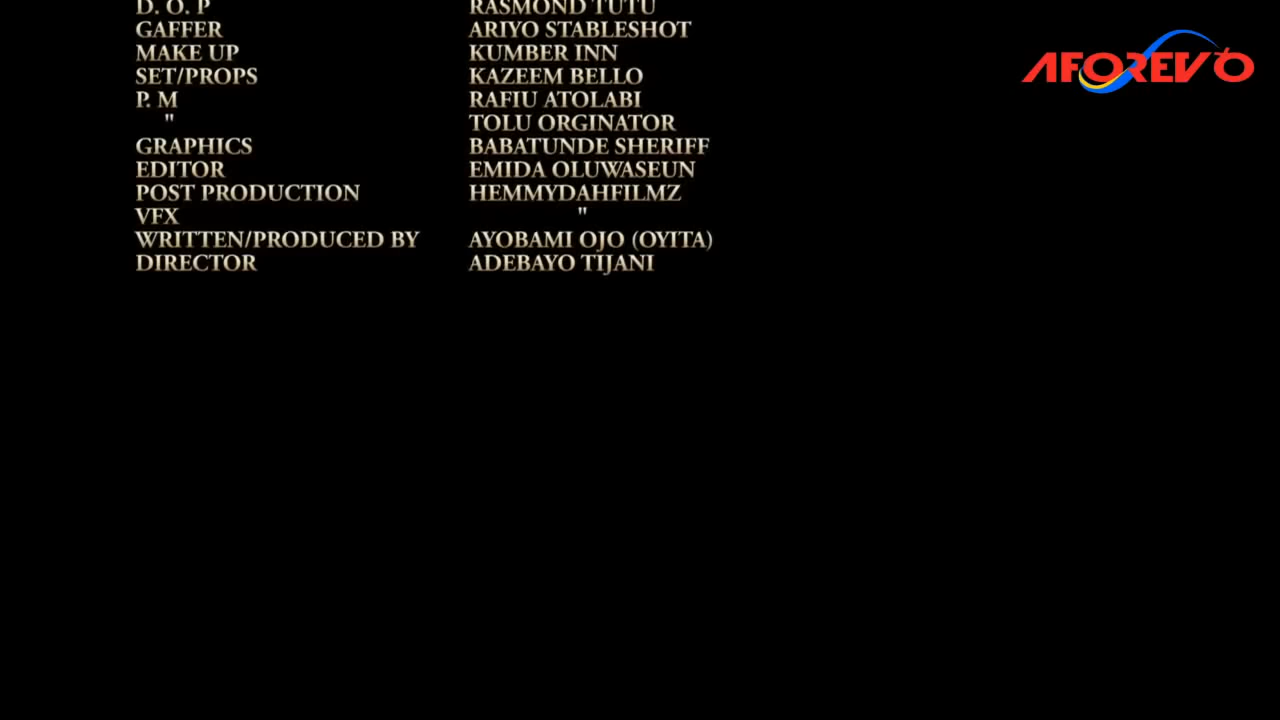 D. O. P RASMOND TUTU
GAFFER ARIYO STABLESHOT
MAKE UP KUMBER INN
SET/PROPS KAZEEM BELLO
P. M RAFIU ATOLABI
" TOLU ORGINATOR
GRAPHICS BABATUNDE SHERIFF
EDITOR EMIDA OLUWASEUN
POST PRODUCTION HEMMYDAHFILMZ
VFX "
WRITTEN/PRODUCED BY AYOBAMI OJO (OYITA)
DIRECTOR ADEBAYO TIJANI
AFOREVO